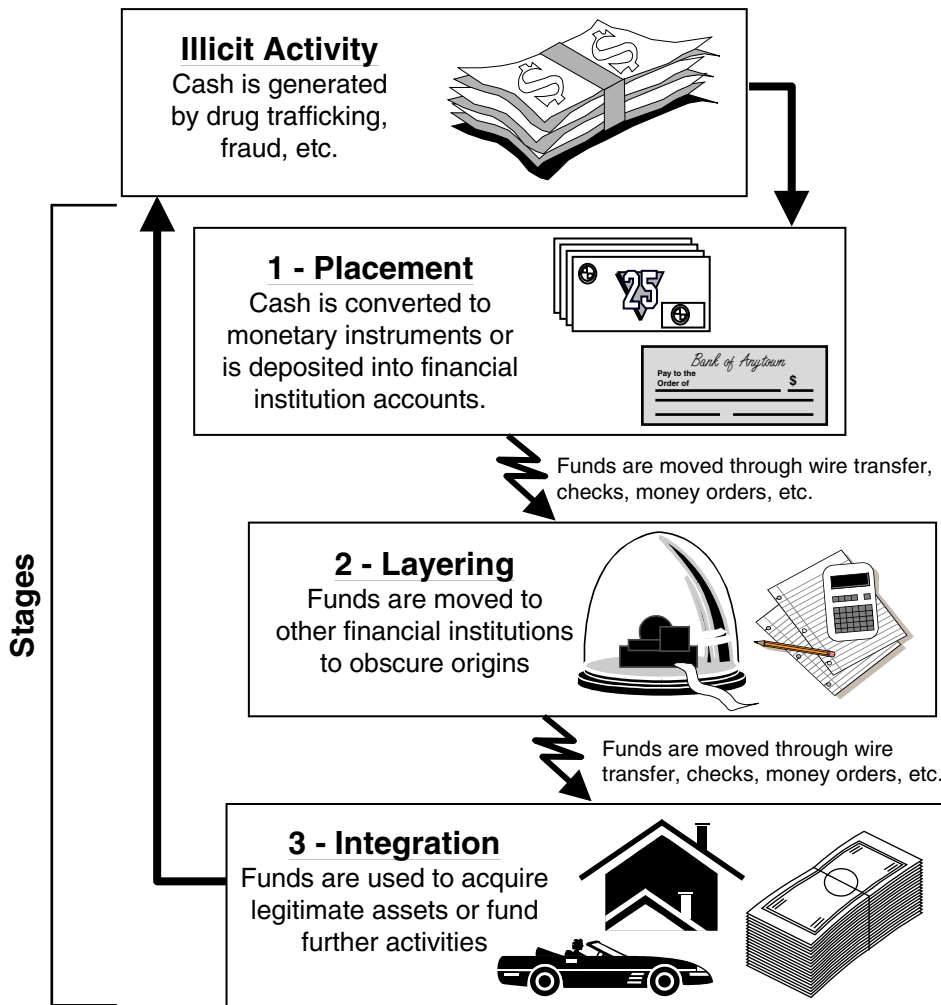 Illicit Activity
Cash is generated
by drug trafficking,
fraud, etc.
$ $
1 - Placement
Cash is converted to
monetary instruments or
is deposited into financial
institution accounts.
25
Bank of Anytown
Pay to the
Order of $
Funds are moved through wire transfer,
checks, money orders, etc.
Stages
2 - Layering
Funds are moved to
other financial institutions
to obscure origins
Funds are moved through wire
transfer, checks, money orders, etc.
3 - Integration
Funds are used to acquire
legitimate assets or fund
further activities